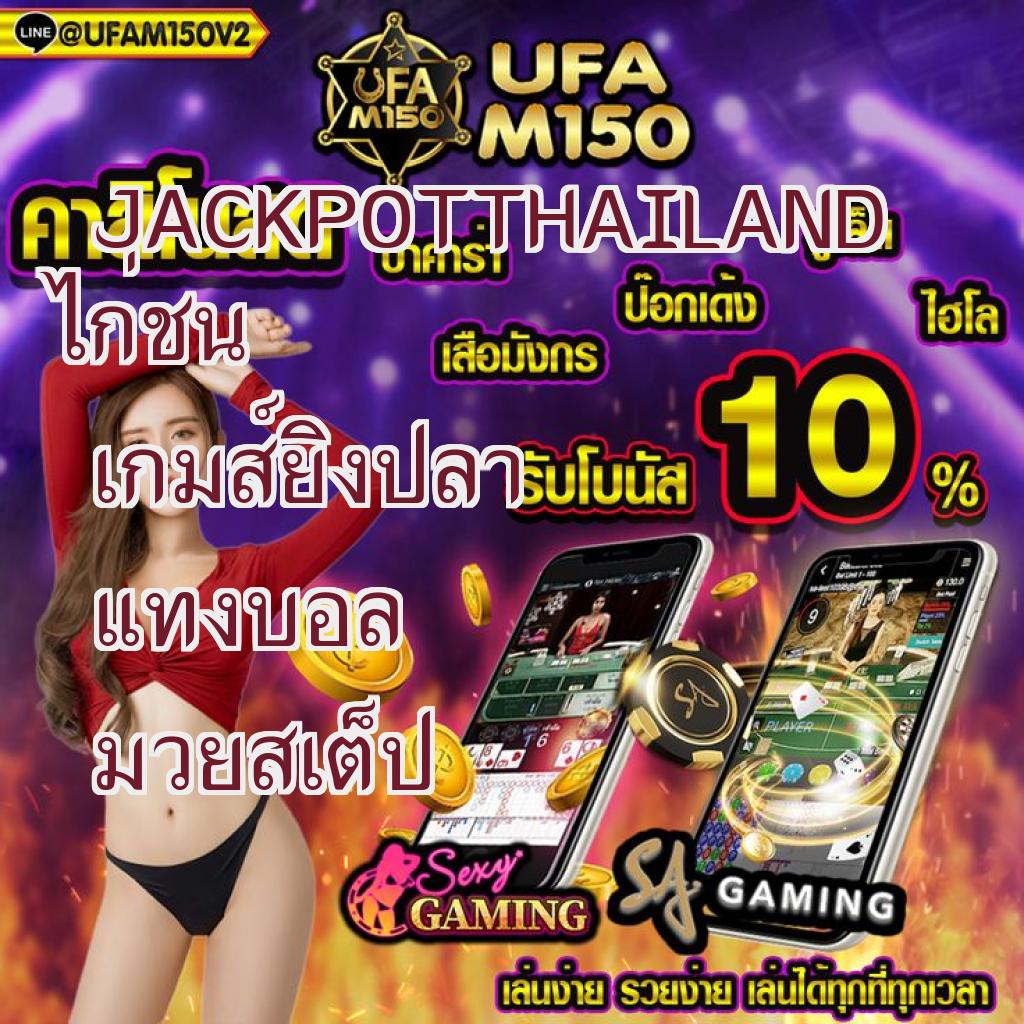 LINE @UFAM150V2
UFA
M150
UFA
M150
JACKPOTTHAILAND
บาคาร่า
ไก่ชน
ป๊อกเด้ง
ไฮโล
เสือมังกร
10
%
เกมส์ยิงปลา
รับโบนัส
แทงบอล
มวยสเต็ป
PLAYER
Sexy
GAMING
SA GAMING
เล่นง่าย รวยง่าย เล่นได้ทุกที่ทุกเวลา